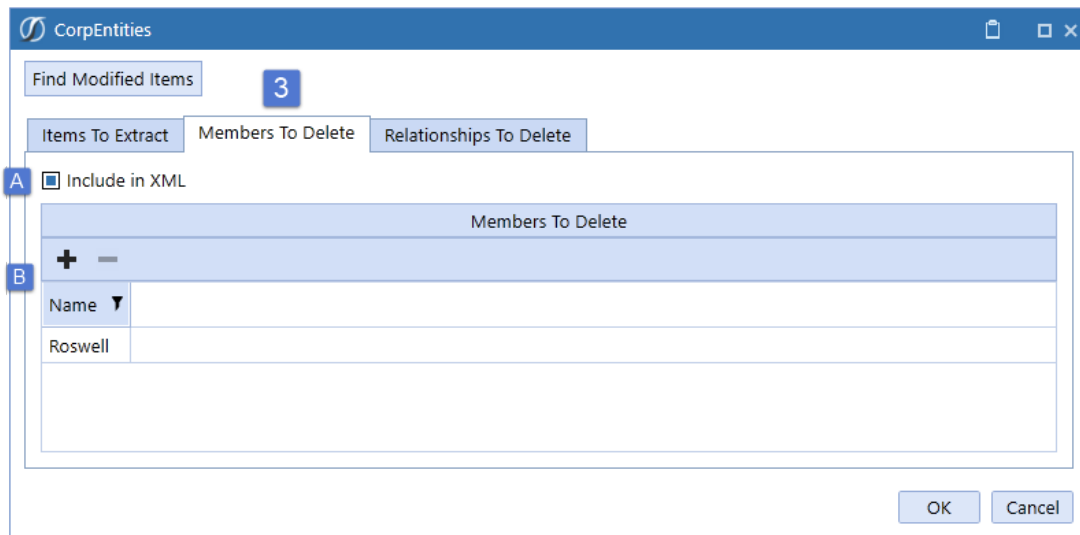 CorpEntities
Find Modified Items
3
Items To Extract Members To Delete Relationships To Delete
A Include in XML
Members To Delete
B
Name
Roswell
OK Cancel